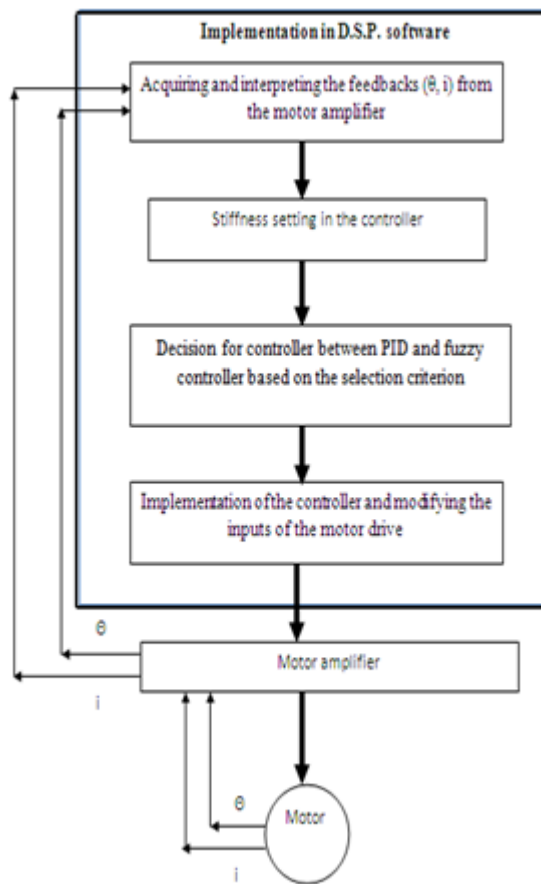 Implementation in D.S.P. software
Acquiring and interpreting the feedbacks (θ, i) from
the motor amplifier
Stiffness setting in the controller
Decision for controller between PID and fuzzy
controller based on the selection criterion
Implementation of the controller and modifying the
inputs of the motor drive
θ
Motor amplifier
i
θ
Motor
i